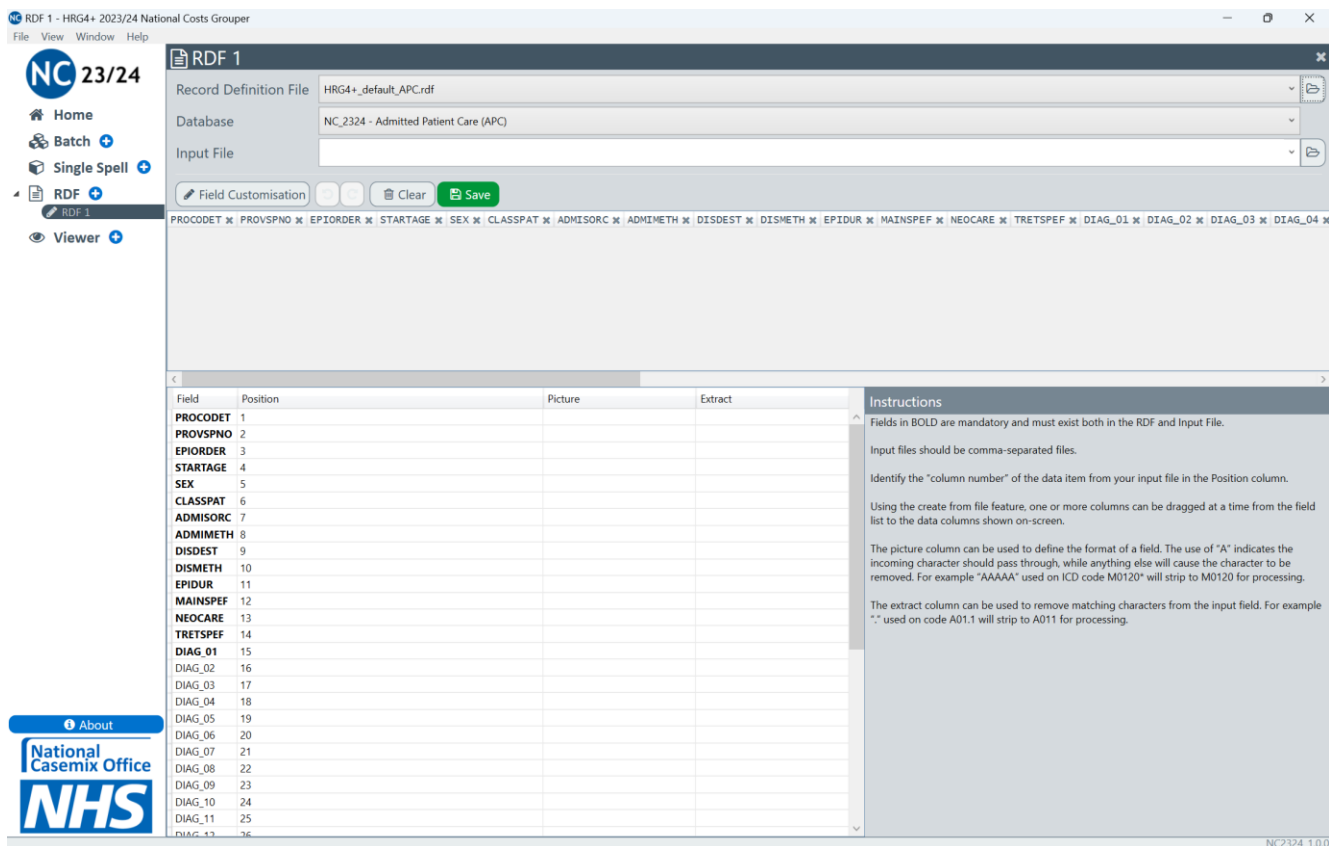 NC RDF 1 - HRG4+ 2023/24 National Costs Grouper
File View Window Help
NC 23/24
Home
Batch
Single Spell
RDF
RDF 1
Viewer
RDF 1
Record Definition File HRG4+_default_APC.rdf
Database NC_2324 - Admitted Patient Care (APC)
Input File
Field Customisation Clear Save
PROCODET PROVSPNO EPIORDER STARTAGE SEX CLASSPAT ADMISORC ADMIMETH DISDEST DISMETH EPIDUR MAINSPEF NEOCARE TRETSPEF DIAG_01 DIAG_02 DIAG_03 DIAG_04
Field Position Picture Extract
PROCODET 1
PROVSPNO 2
EPIORDER 3
STARTAGE 4
SEX 5
CLASSPAT 6
ADMISORC 7
ADMIMETH 8
DISDEST 9
DISMETH 10
EPIDUR 11
MAINSPEF 12
NEOCARE 13
TRETSPEF 14
DIAG_01 15
DIAG_02 16
DIAG_03 17
DIAG_04 18
DIAG_05 19
DIAG_06 20
DIAG_07 21
DIAG_08 22
DIAG_09 23
DIAG_10 24
DIAG_11 25
DIAG_12 26
Instructions
Fields in BOLD are mandatory and must exist both in the RDF and Input File.
Input files should be comma-separated files.
Identify the "column number" of the data item from your input file in the Position column.
Using the create from file feature, one or more columns can be dragged at a time from the field
list to the data columns shown on-screen.
The picture column can be used to define the format of a field. The use of "A" indicates the
incoming character should pass through, while anything else will cause the character to be
removed. For example "AAAAA" used on ICD code M0120* will strip to M0120 for processing.
The extract column can be used to remove matching characters from the input field. For example
"." used on code A01.1 will strip to A011 for processing.
About
National
Casemix Office
NHS
NC2324_1.0.0